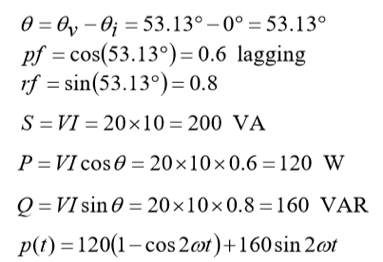 θ = θv − θi = 53.13° − 0° = 53.13°
pf = cos(53.13°) = 0.6 lagging
rf = sin(53.13°) = 0.8
S = VI = 20×10 = 200 VA
P = VI cos θ = 20×10×0.6 = 120 W
Q = VI sin θ = 20×10×0.8 = 160 VAR
p(t) = 120(1− cos 2ωt)+160 sin 2ωt